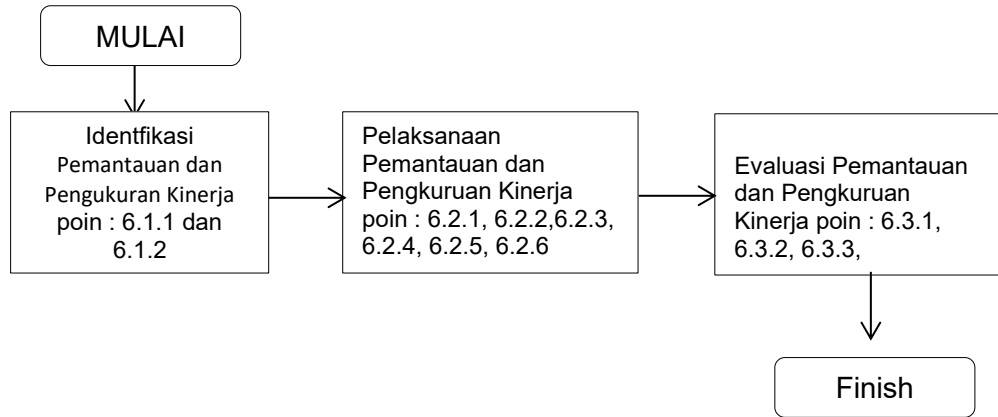 MULAI
Identfikasi
Pemantauan dan
Pengukuran Kinerja
poin : 6.1.1 dan
6.1.2
Pelaksanaan
Pemantauan dan
Pengkuruan Kinerja
poin : 6.2.1, 6.2.2,6.2.3,
6.2.4, 6.2.5, 6.2.6
Evaluasi Pemantauan
dan Pengkuruan
Kinerja poin : 6.3.1,
6.3.2, 6.3.3,
Finish